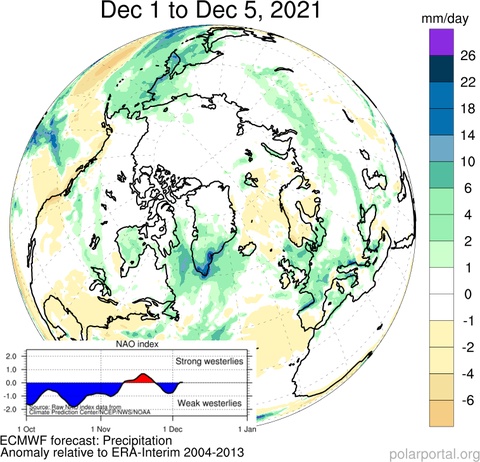 Dec 1 to Dec 5, 2021
mm/day
26
22
18
14
10
6
4
2
1
0
-1
-2
-4
-6
NAO index
2.0
1.0
0.0
-1.0
-2.0
Strong westerlies
Weak westerlies
Source: Raw NAO index data from
Climate Prediction Center/NCEP/NWS/NOAA
1 Oct 1 Nov 1 Dec 1 Jan
ECMWF forecast: Precipitation
Anomaly relative to ERA-Interim 2004-2013
polarportal.org